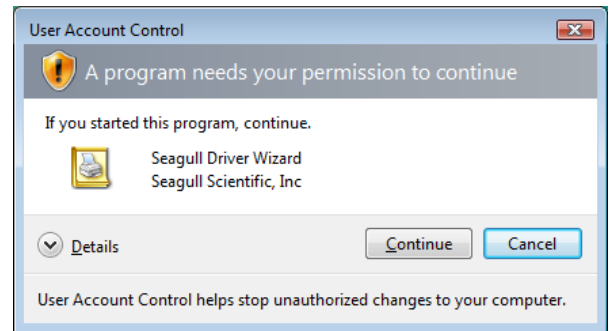 User Account Control
A program needs your permission to continue
If you started this program, continue.
Seagull Driver Wizard
Seagull Scientific, Inc
Details
Continue
Cancel
User Account Control helps stop unauthorized changes to your computer.